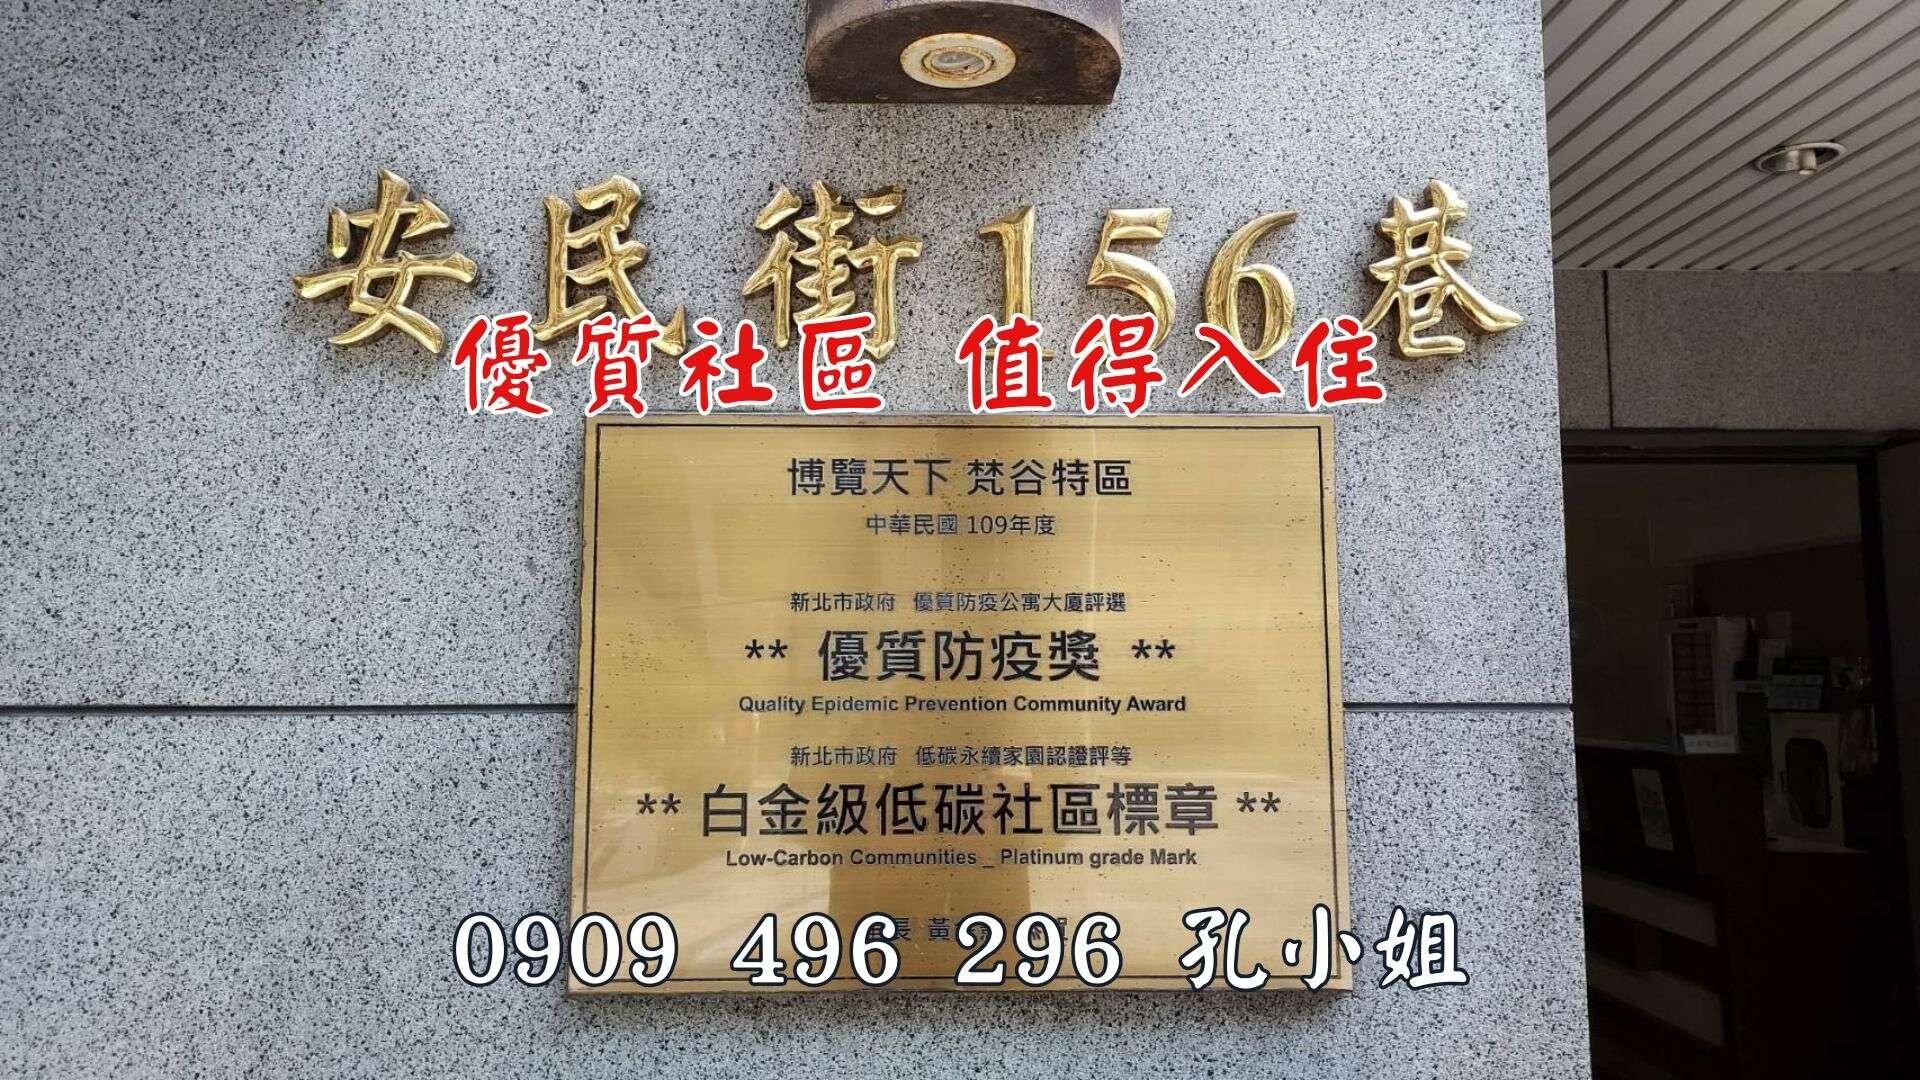 安民街156巷
優質社區 值得入住
博覽天下 梵谷特區
中華民國 109年度
新北市政府 優質防疫公寓大廈評選
** 優質防疫獎 **
Quality Epidemic Prevention Community Award
新北市政府 低碳永續家園認證評等
** 白金級低碳社區標章 **
Low-Carbon Communities _ Platinum grade Mark
長 黃
0909 496 296 孔小姐